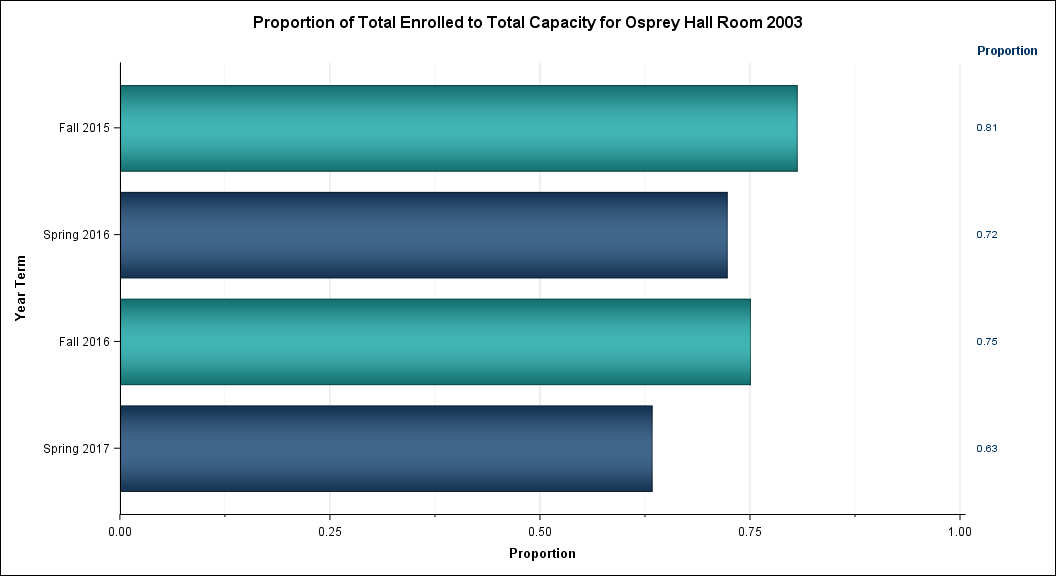 Proportion of Total Enrolled to Total Capacity for Osprey Hall Room 2003
Proportion
Fall 2015
0.81
Spring 2016
0.72
Year Term
Fall 2016
0.75
Spring 2017
0.63
0.00
0.25
0.50
0.75
1.00
Proportion